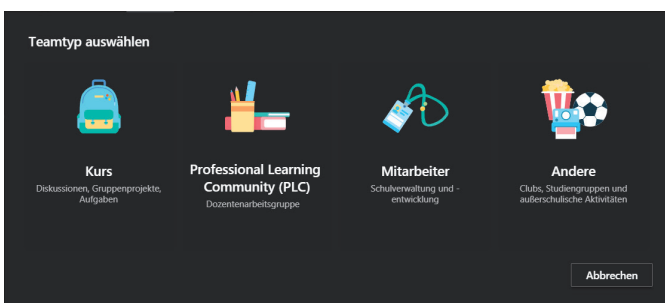 Teamtyp auswählen
Kurs
Diskussionen, Gruppenprojekte,
Aufgaben
Professional Learning
Community (PLC)
Dozentenarbeitsgruppe
Mitarbeiter
Schulverwaltung und -
entwicklung
Andere
Clubs, Studiengruppen und
außerschulische Aktivitäten
Abbrechen